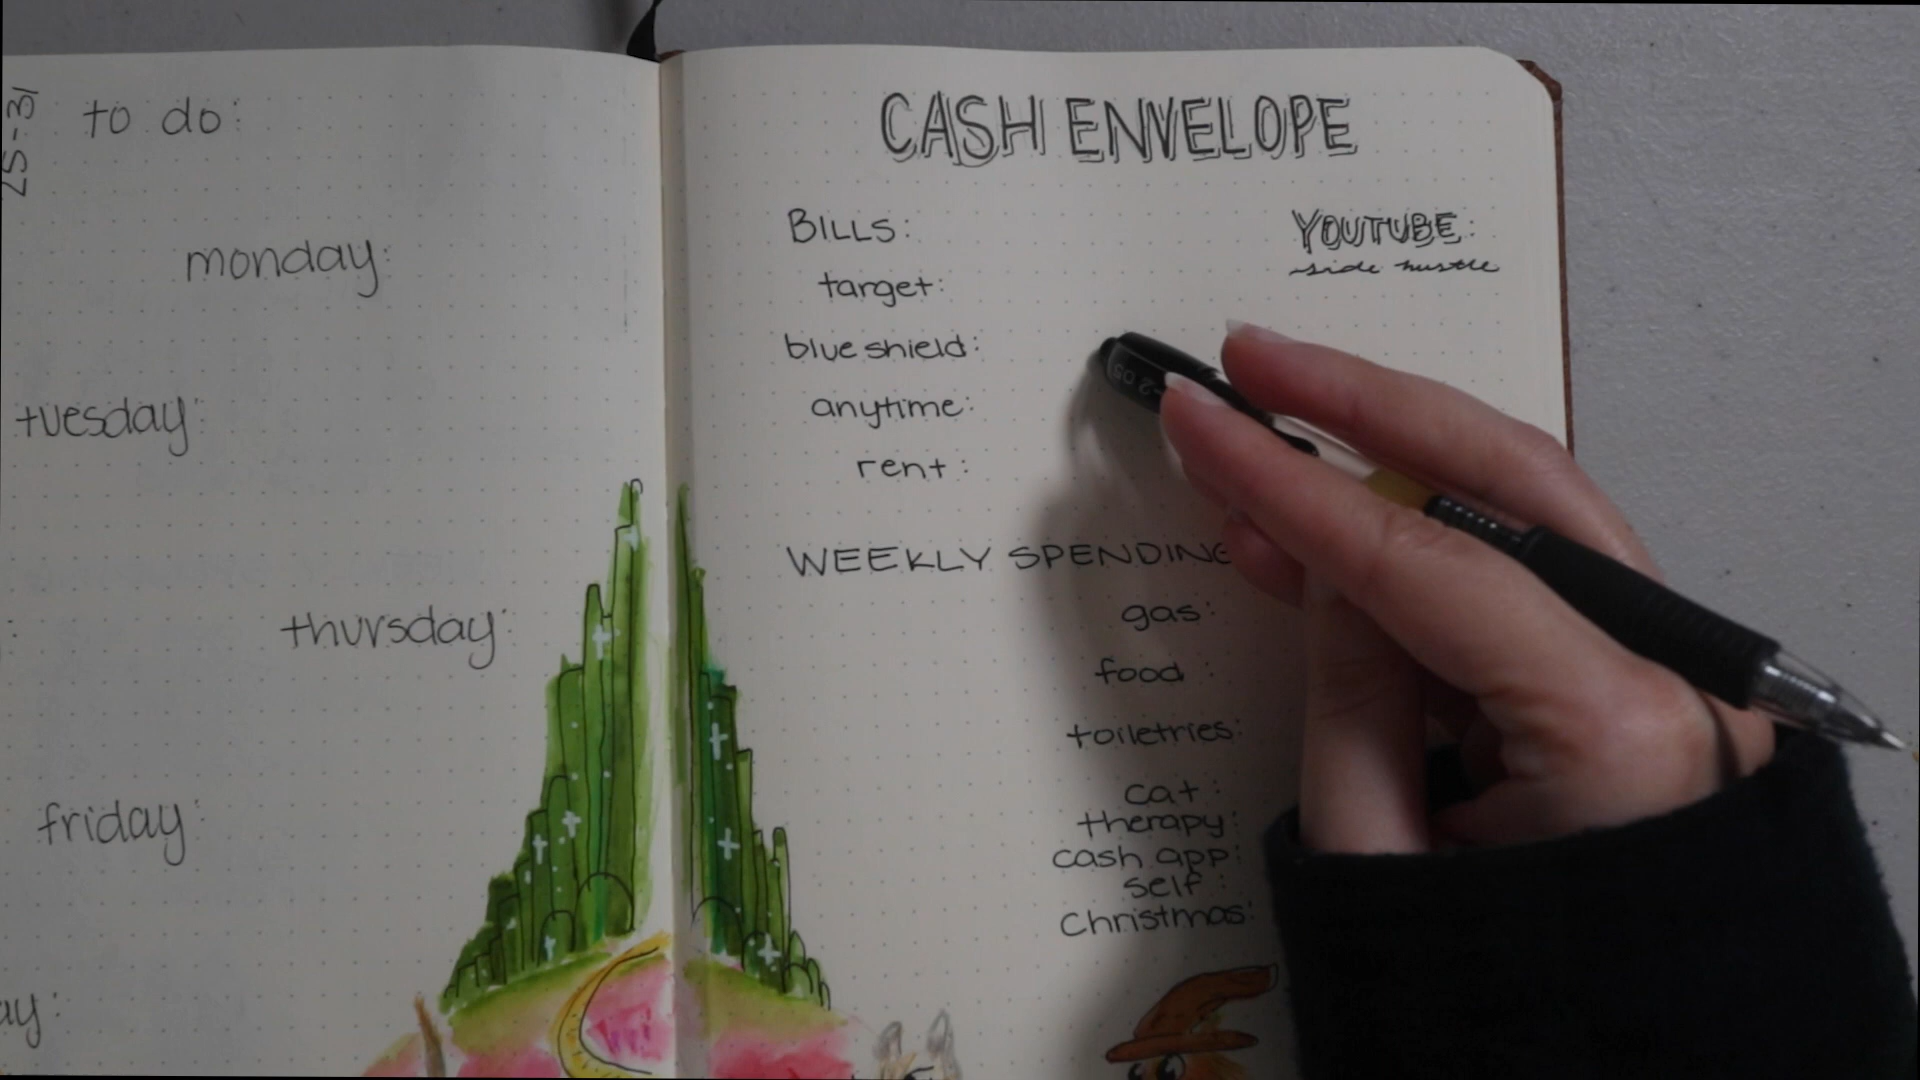 25-31
to do:
monday:
tuesday:
thursday:
friday:
ay:
CASH ENVELOPE
BILLS:
target:
blue shield:
anytime:
rent:
YOUTUBE:
side hustle
WEEKLY SPENDING
gas:
food:
toiletries:
cat:
therapy:
cash app:
self:
Christmas: